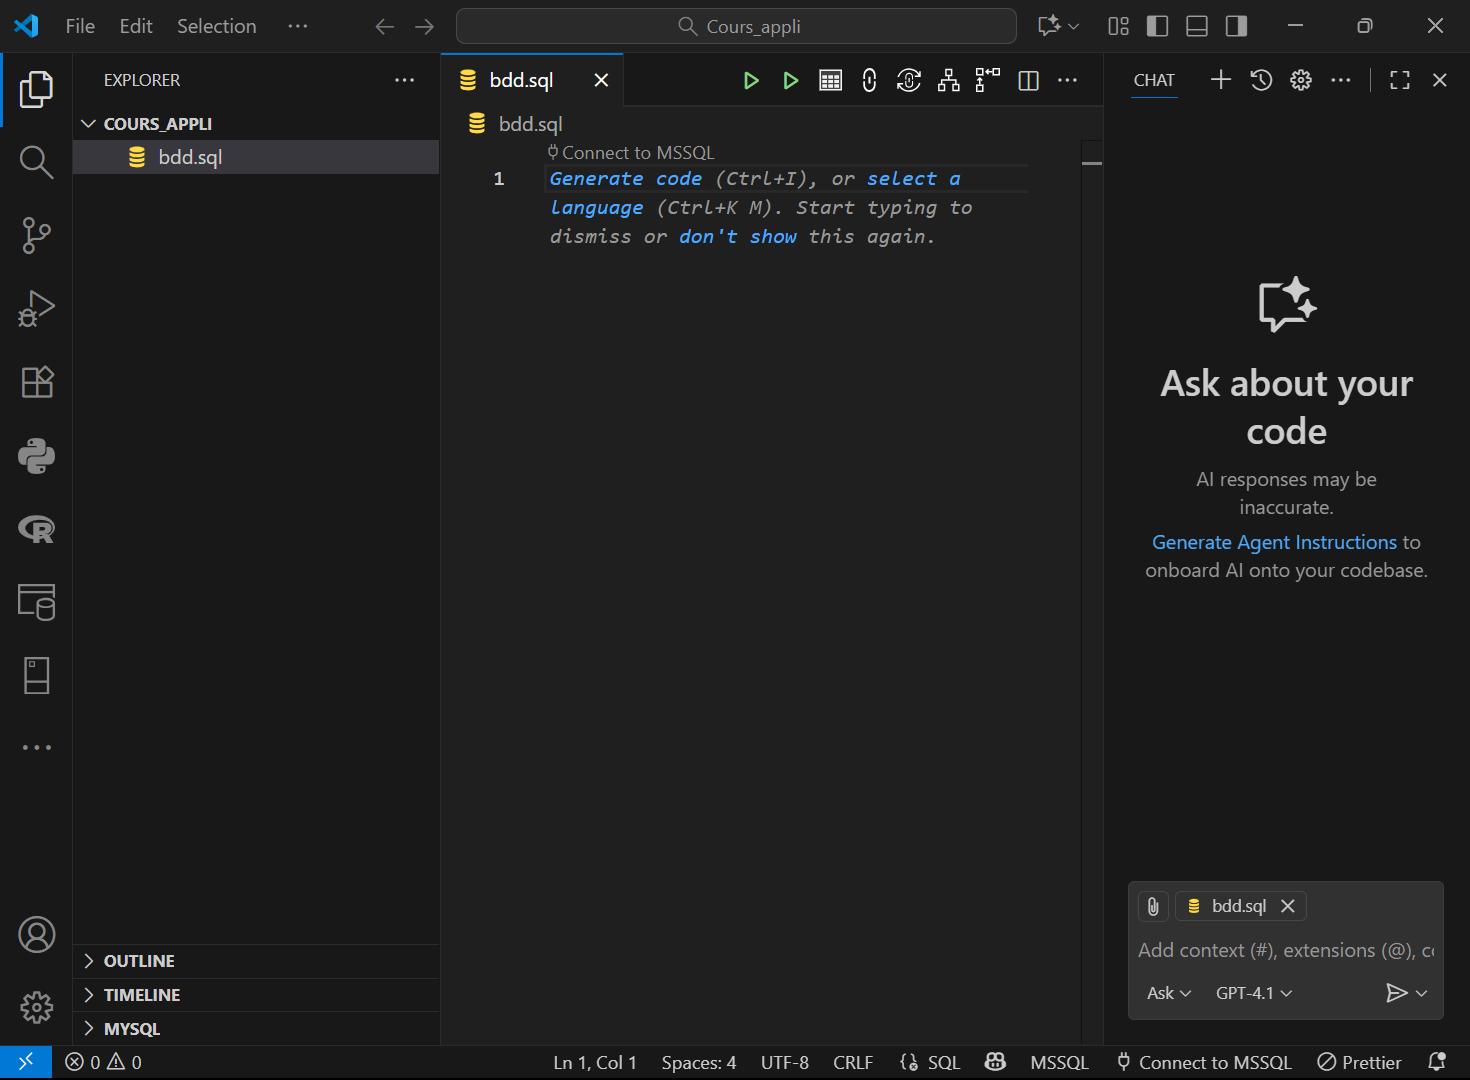 File Edit Selection ··· Cours_appli
EXPLORER
COURS_APPLI
bdd.sql
OUTLINE
TIMELINE
MYSQL
bdd.sql
bdd.sql
Connect to MSSQL
1 Generate code (Ctrl+I), or select a
language (Ctrl+K M). Start typing to
dismiss or don't show this again.
CHAT
Ask about your
code
AI responses may be
inaccurate.
Generate Agent Instructions to
onboard AI onto your codebase.
bdd.sql
Add context (#), extensions (@), co
Ask GPT-4.1
0 0 Ln 1, Col 1 Spaces: 4 UTF-8 CRLF SQL MSSQL Connect to MSSQL Prettier